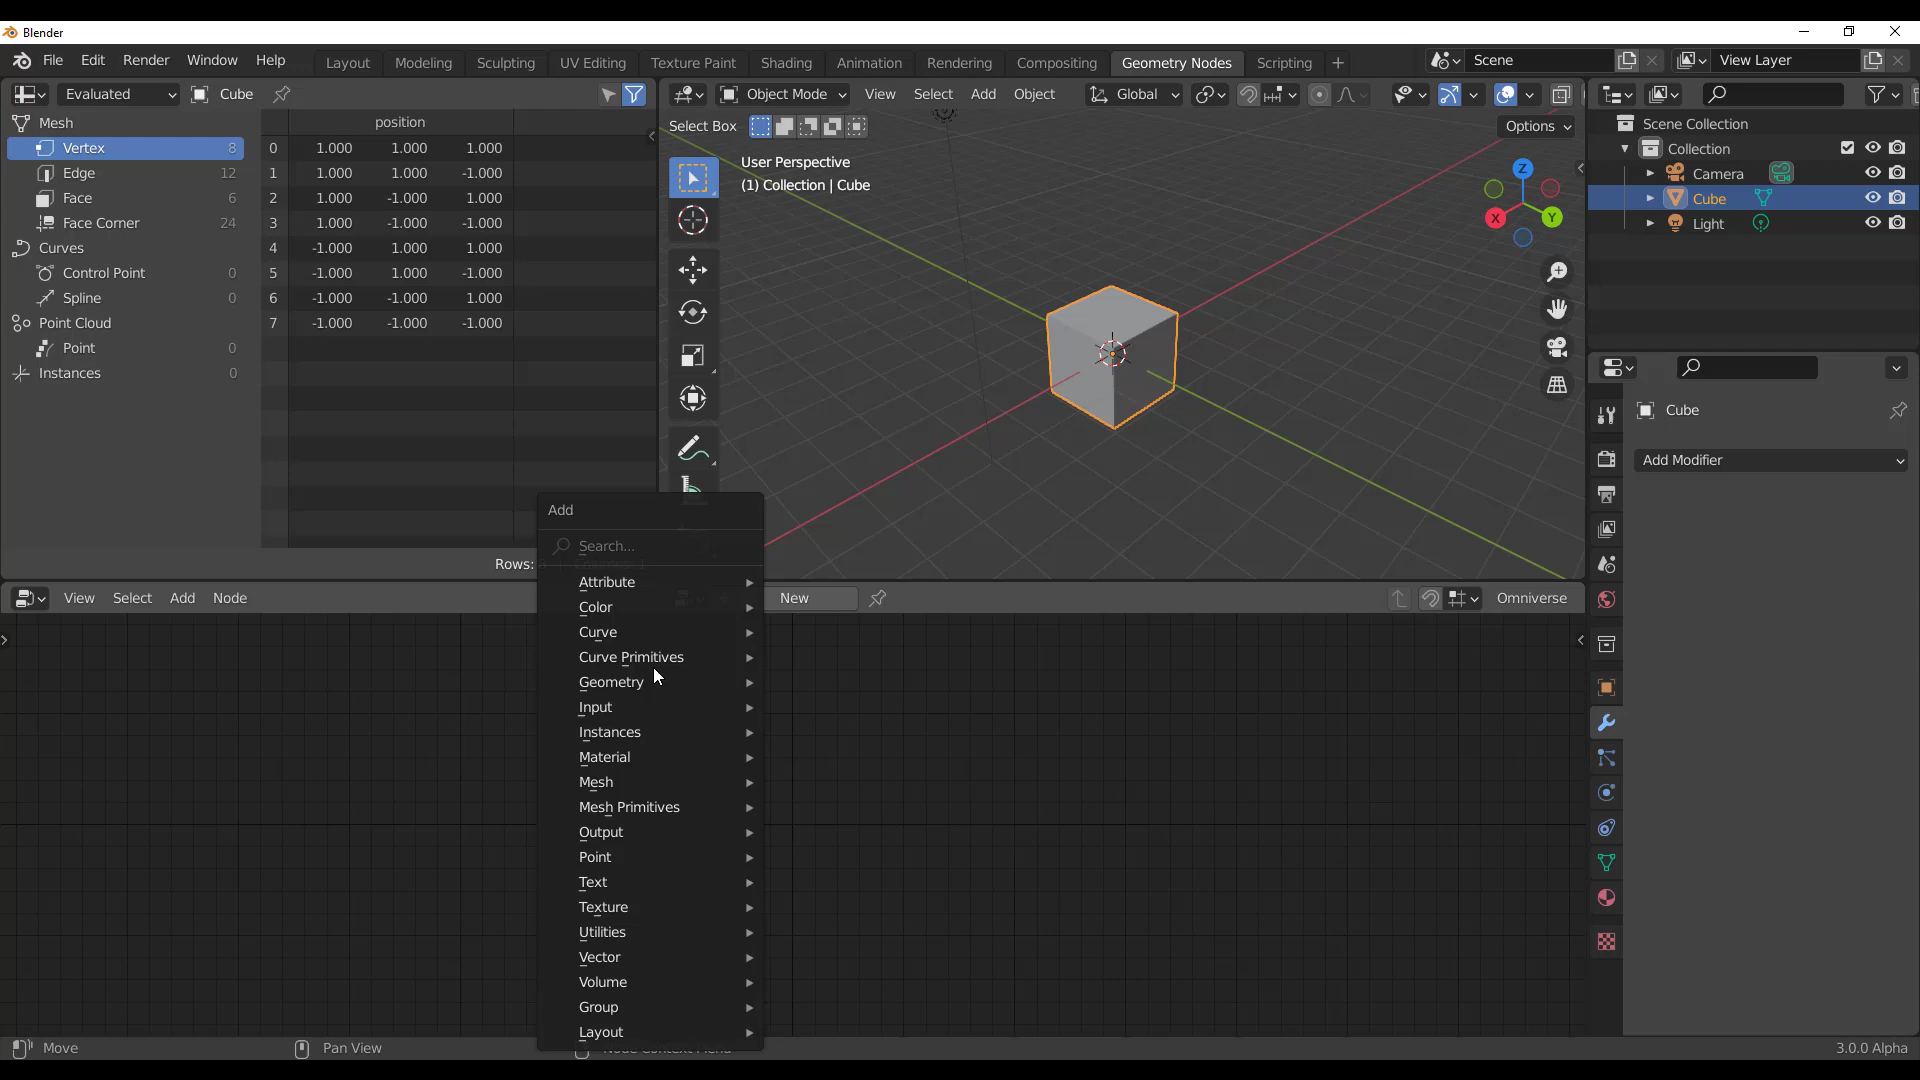 Blender
File Edit Render Window Help Layout Modeling Sculpting UV Editing Texture Paint Shading Animation Rendering Compositing Geometry Nodes Scripting + Scene View Layer
Evaluated Cube
Mesh
Vertex 8
Edge 12
Face 6
Face Corner 24
Curves
Control Point 0
Spline 0
Point Cloud
Point 0
Instances 0
position
0 1.000 1.000 1.000
1 1.000 1.000 -1.000
2 1.000 -1.000 1.000
3 1.000 -1.000 -1.000
4 -1.000 1.000 1.000
5 -1.000 1.000 -1.000
6 -1.000 -1.000 1.000
7 -1.000 -1.000 -1.000
Rows:
Object Mode View Select Add Object Global
Select Box Options
User Perspective
(1) Collection | Cube
Z
X Y
Scene Collection
Collection
Camera
Cube
Light
Cube
Add Modifier
View Select Add Node New Omniverse
Add
Search...
Attribute
Color
Curve
Curve Primitives
Geometry
Input
Instances
Material
Mesh
Mesh Primitives
Output
Point
Text
Texture
Utilities
Vector
Volume
Group
Layout
Move Pan View Node Context Menu 3.0.0 Alpha